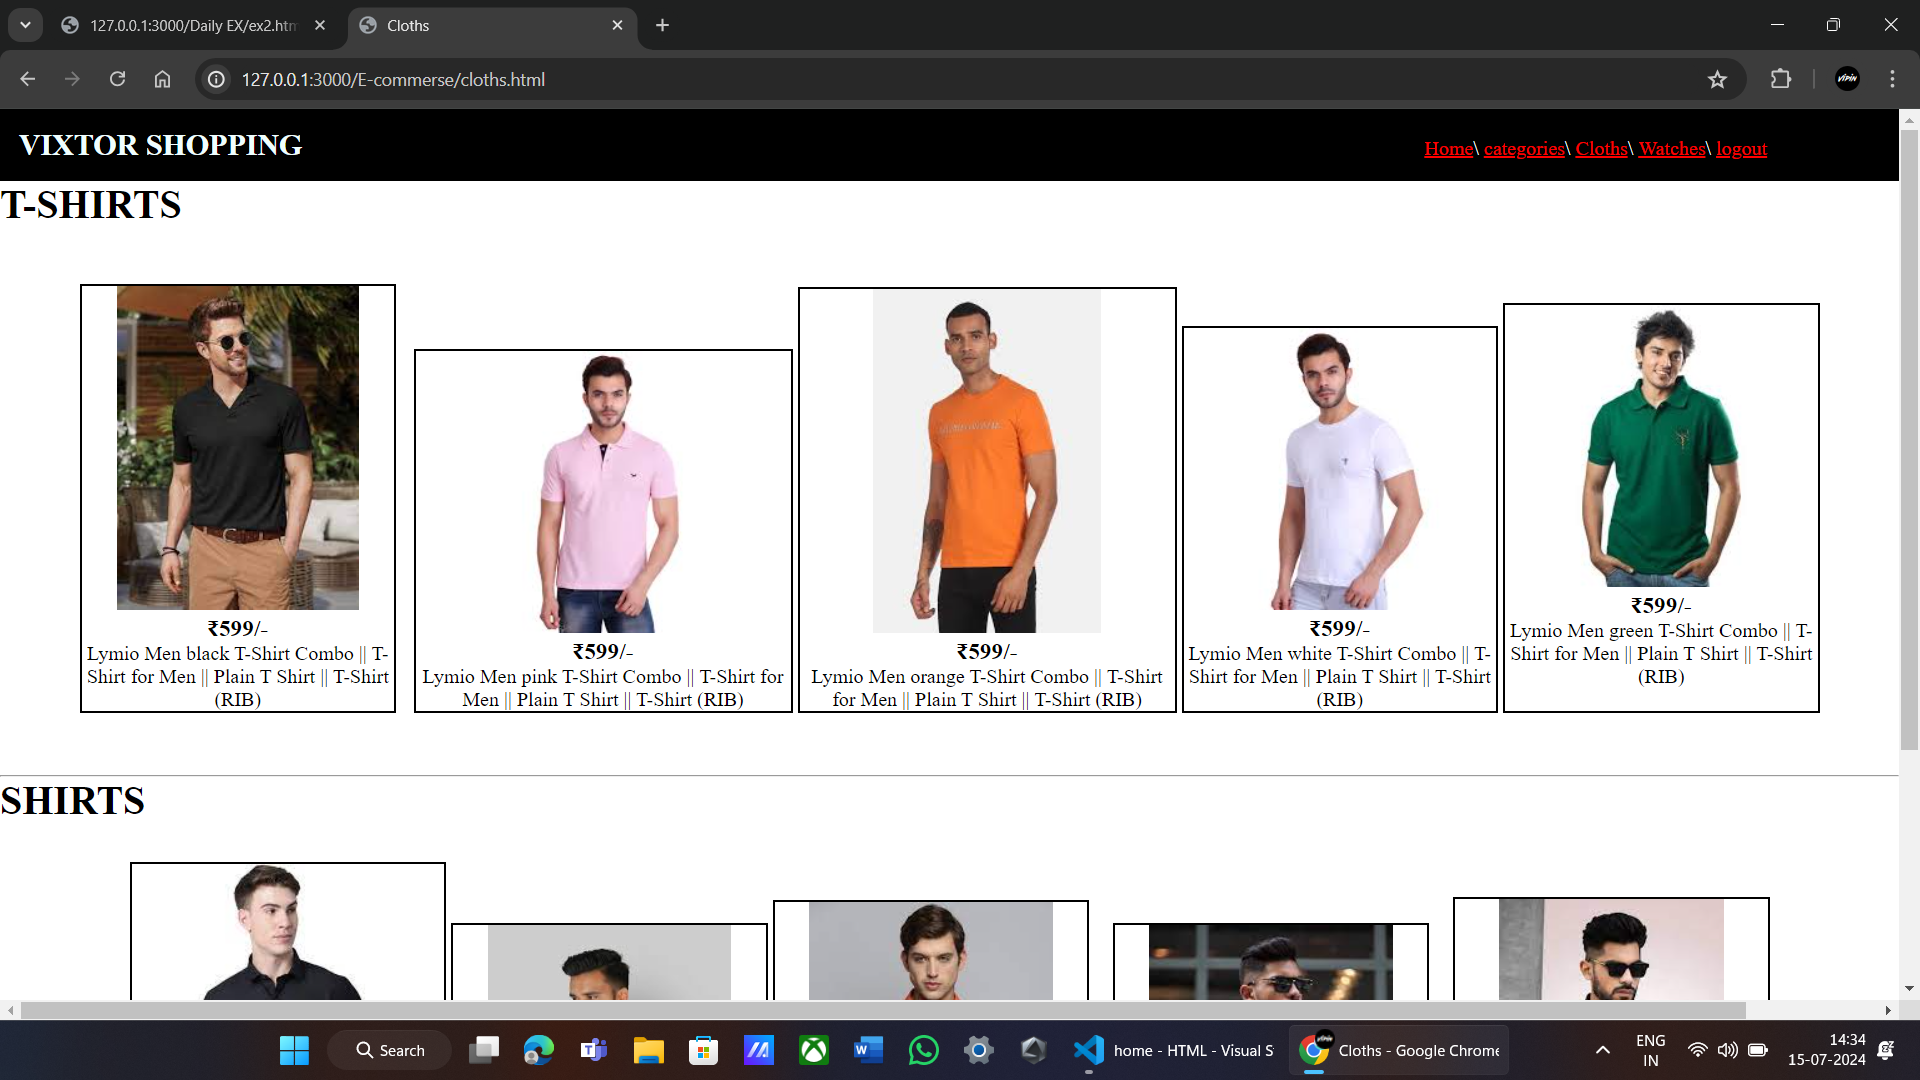 127.0.0.1:3000/Daily EX/ex2.htm
Cloths
127.0.0.1:3000/E-commerse/cloths.html
VIPIN
VIXTOR SHOPPING
Home\ categories\ Cloths\ Watches\ logout
T-SHIRTS
₹599/-
Lymio Men black T-Shirt Combo || T-
Shirt for Men || Plain T Shirt || T-Shirt
(RIB)
₹599/-
Lymio Men pink T-Shirt Combo || T-Shirt for
Men || Plain T Shirt || T-Shirt (RIB)
₹599/-
Lymio Men orange T-Shirt Combo || T-Shirt
for Men || Plain T Shirt || T-Shirt (RIB)
₹599/-
Lymio Men white T-Shirt Combo || T-
Shirt for Men || Plain T Shirt || T-Shirt
(RIB)
₹599/-
Lymio Men green T-Shirt Combo || T-
Shirt for Men || Plain T Shirt || T-Shirt
(RIB)
SHIRTS
Search
home - HTML - Visual S
Cloths - Google Chrome
ENG
IN
14:34
15-07-2024